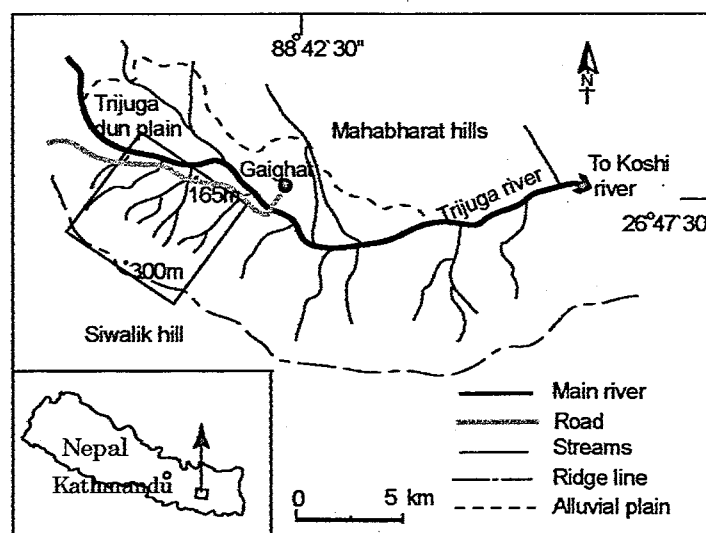 88°42'30"
N
Trijuga
dun plain
Mahabharat hills
Gaighat
To Koshi
river
165m
Trijuga river
26°47'30
300m
Siwalik hill
Main river
Road
Streams
Ridge line
Alluvial plain
Nepal
Kathmandu
0 5 km